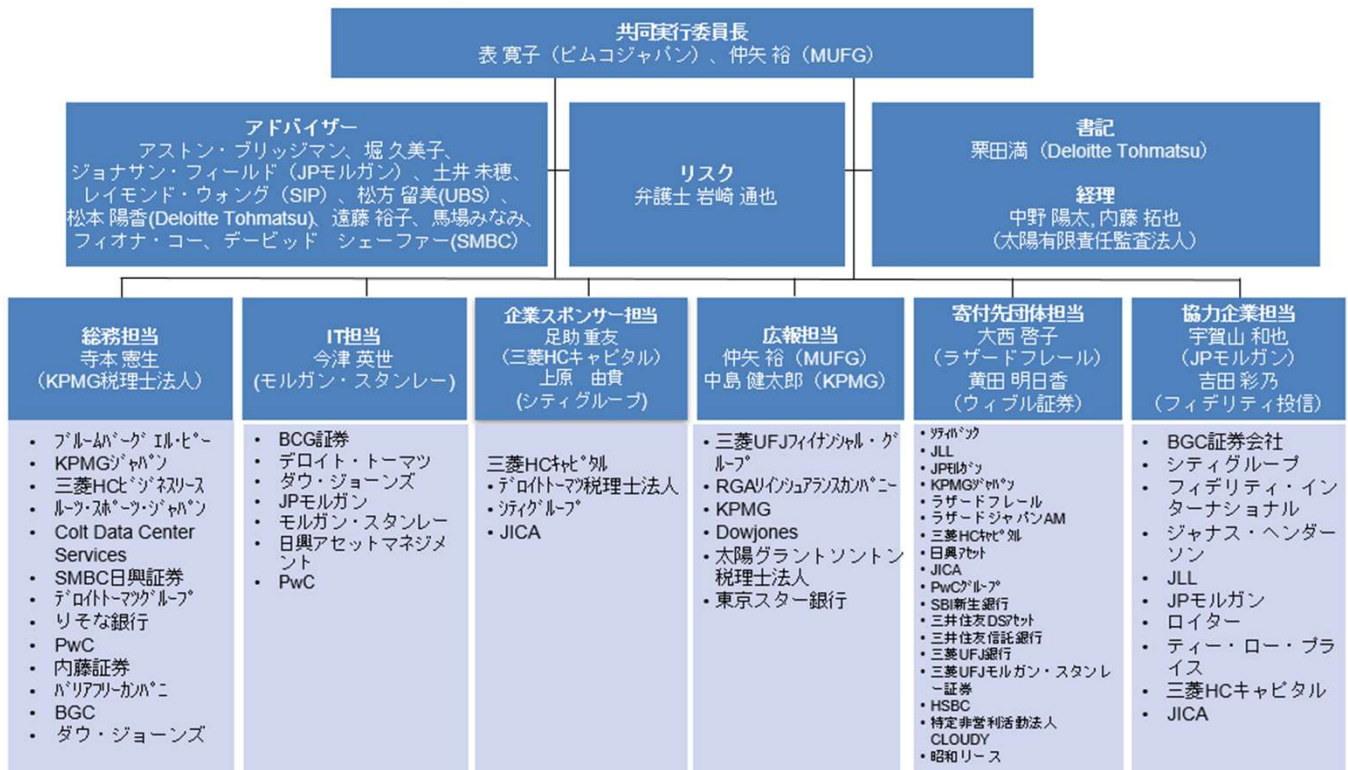 共同実行委員長
表 寛子（ピムコジャパン）、仲矢 裕（MUFG）
アドバイザー
アストン・ブリッジマン、堀 久美子、
ジョナサン・フィールド（JPモルガン）、土井 未穂、
レイモンド・ウォング（SIP）、松方 留美(UBS)、
松本 陽香(Deloitte Tohmatsu)、遠藤 裕子、馬場みなみ、
フィオナ・コー、デービッド　シェーファー(SMBC)
リスク
弁護士 岩崎 通也
書記
栗田満（Deloitte Tohmatsu）
経理
中野 陽太, 内藤 拓也
（太陽有限責任監査法人）
総務担当
寺本 憲生
（KPMG税理士法人）
• ﾌﾞﾙｰﾑﾊﾞｰｸﾞ ｴﾙ・ﾋﾟｰ
• KPMGｼﾞｬﾊﾟﾝ
• 三菱HCﾋﾞｼﾞﾈｽﾘｰｽ
• ﾙｰﾂ・ｽﾎﾟｰﾂ・ｼﾞｬﾊﾟﾝ
• Colt Data Center
Services
• SMBC日興証券
• ﾃﾞﾛｲﾄﾄｰﾏﾂｸﾞﾙｰﾌﾟ
• りそな銀行
• PwC
• 内藤証券
• ﾊﾞﾘｱﾌﾘｰｶﾝﾊﾟﾆ
• BGC
• ダウ・ジョーンズ
IT担当
今津 英世
(モルガン・スタンレー)
• BCG証券
• デロイト・トーマツ
• ダウ・ジョーンズ
• JPモルガン
• モルガン・スタンレー
• 日興アセットマネジメ
ント
• PwC
企業スポンサー担当
足助 重友
(三菱HCキャピタル)
上原　由貴
(シティグループ)
三菱HCｷｬﾋﾟﾀﾙ
• ﾃﾞﾛｲﾄﾄｰﾏﾂ税理士法人
• ｼﾃｨｸﾞﾙｰﾌﾟ
• JICA
広報担当
仲矢 裕（MUFG）
中島 健太郎（KPMG）
• 三菱UFJフィイナンシャル・グ
ﾙｰﾌﾟ
• RGAﾘｲﾝｼｭｱﾗﾝｽｶﾝﾊﾟﾆｰ
• KPMG
• Dowjones
• 太陽グラントソントン
税理士法人
• 東京スター銀行
寄付先団体担当
大西 啓子
（ラザードフレール）
黄田 明日香
（ウィブル証券）
• ｼﾃｨﾊﾞﾝｸ
• JLL
• JPﾓﾙｶﾞﾝ
• KPMGｼﾞｬﾊﾟﾝ
• ラザードフレール
• ラザードジャパンAM
• 三菱HCｷｬﾋﾟﾀﾙ
• 日興ｱｾｯﾄ
• JICA
• PwCｸﾞﾙｰﾌﾟ
• SBI新生銀行
• 三井住友DSｱｾｯﾄ
• 三井住友信託銀行
• 三菱UFJ銀行
• 三菱UFJモルガン・スタンレ
ー証券
• HSBC
• 特定非営利活動法人
CLOUDY
• 昭和リース
協力企業担当
宇賀山 和也
(JPモルガン)
吉田 彩乃
（フィデリティ投信）
• BGC証券会社
• シティグループ
• フィデリティ・イン
ターナショナル
• ジャナス・ヘンダー
ソン
• JLL
• JPモルガン
• ロイター
• ティー・ロー・プラ
イス
• 三菱HCキャピタル
• JICA